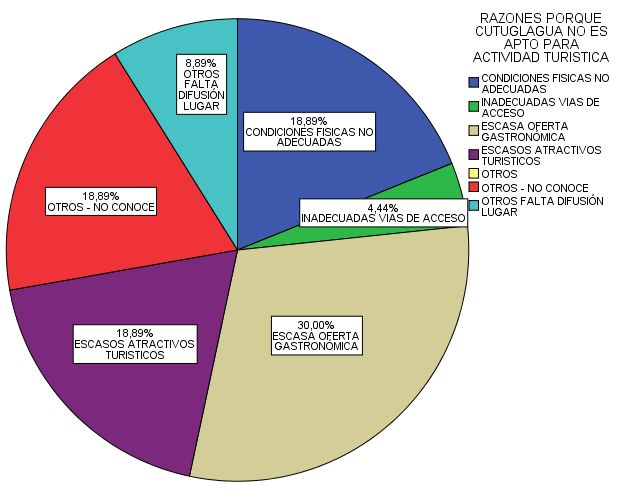 RAZONES PORQUE
CUTUGLAGUA NO ES
APTO PARA
ACTIVIDAD TURISTICA
CONDICIONES FISICAS NO
ADECUADAS
INADECUADAS VIAS DE
ACCESO
ESCASA OFERTA
GASTRONÓMICA
ESCASOS ATRACTIVOS
TURISTICOS
OTROS
OTROS - NO CONOCE
OTROS FALTA DIFUSIÓN
LUGAR
8,89%
OTROS
FALTA
DIFUSIÓN
LUGAR
18,89%
CONDICIONES FISICAS NO
ADECUADAS
18,89%
OTROS - NO CONOCE
4,44%
INADECUADAS VIAS DE ACCESO
30,00%
ESCASA OFERTA
GASTRONÓMICA
18,89%
ESCASOS ATRACTIVOS
TURISTICOS